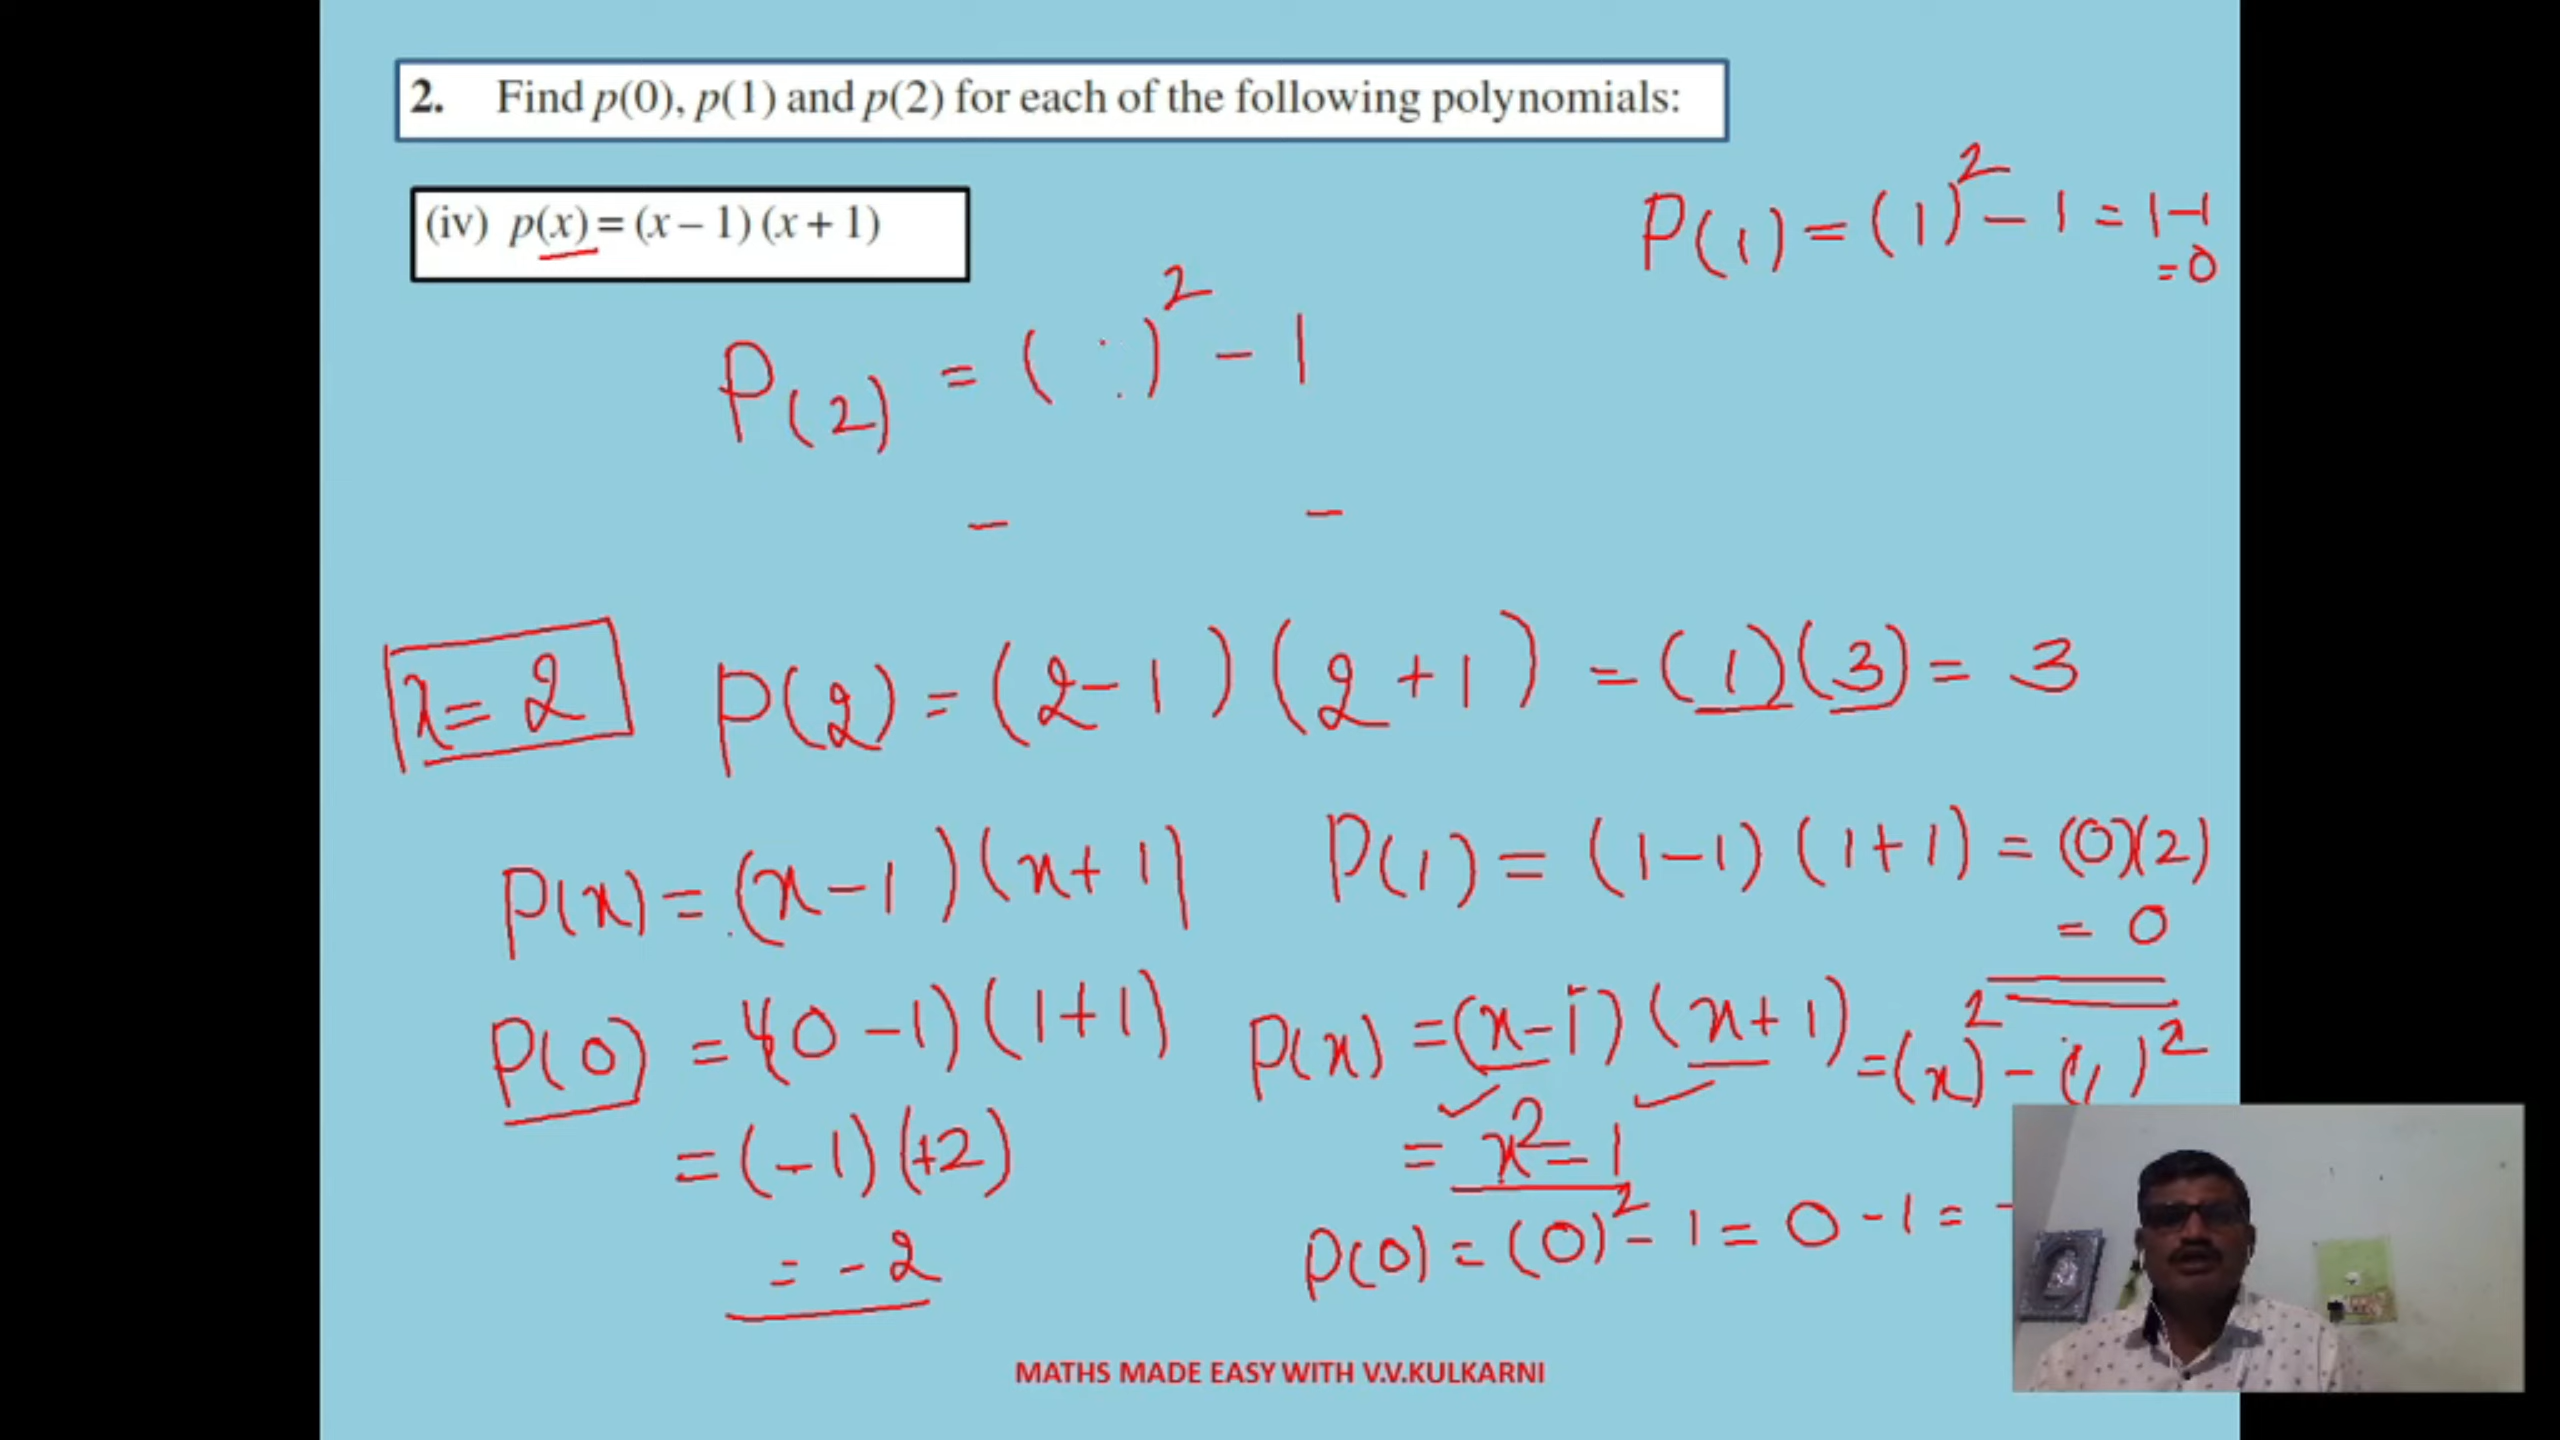 2. Find p(0), p(1) and p(2) for each of the following polynomials:
(iv) p(x) = (x – 1) (x + 1)
P(1) = (1)² - 1 = 1-1
= 0
P(2) = ( )² - 1
x = 2
P(2) = (2-1) (2+1) = (1)(3) = 3
P(x) = (x-1) (x+1)
P(1) = (1-1) (1+1) = (0)(2)
= 0
P(0) = (0-1) (1+1)
= (-1) (+2)
= -2
P(x) = (x-1) (x+1) = (x)² - (1)²
= x² - 1
P(0) = (0)² - 1 = 0 - 1 = -
MATHS MADE EASY WITH V.V.KULKARNI